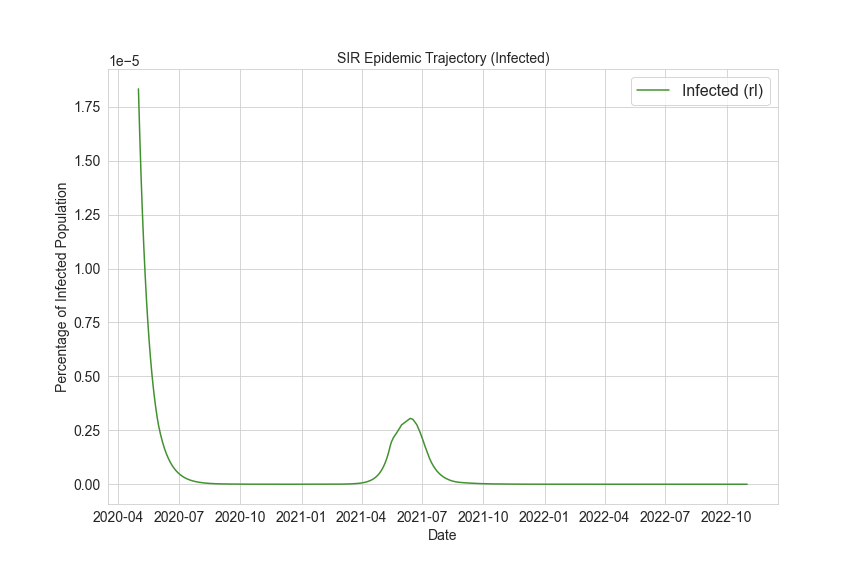 SIR Epidemic Trajectory (Infected)
1e−5
Infected (rI)
1.75
1.50
1.25
1.00
0.75
0.50
0.25
0.00
Percentage of Infected Population
2020-04 2020-07 2020-10 2021-01 2021-04 2021-07 2021-10 2022-01 2022-04 2022-07 2022-10
Date